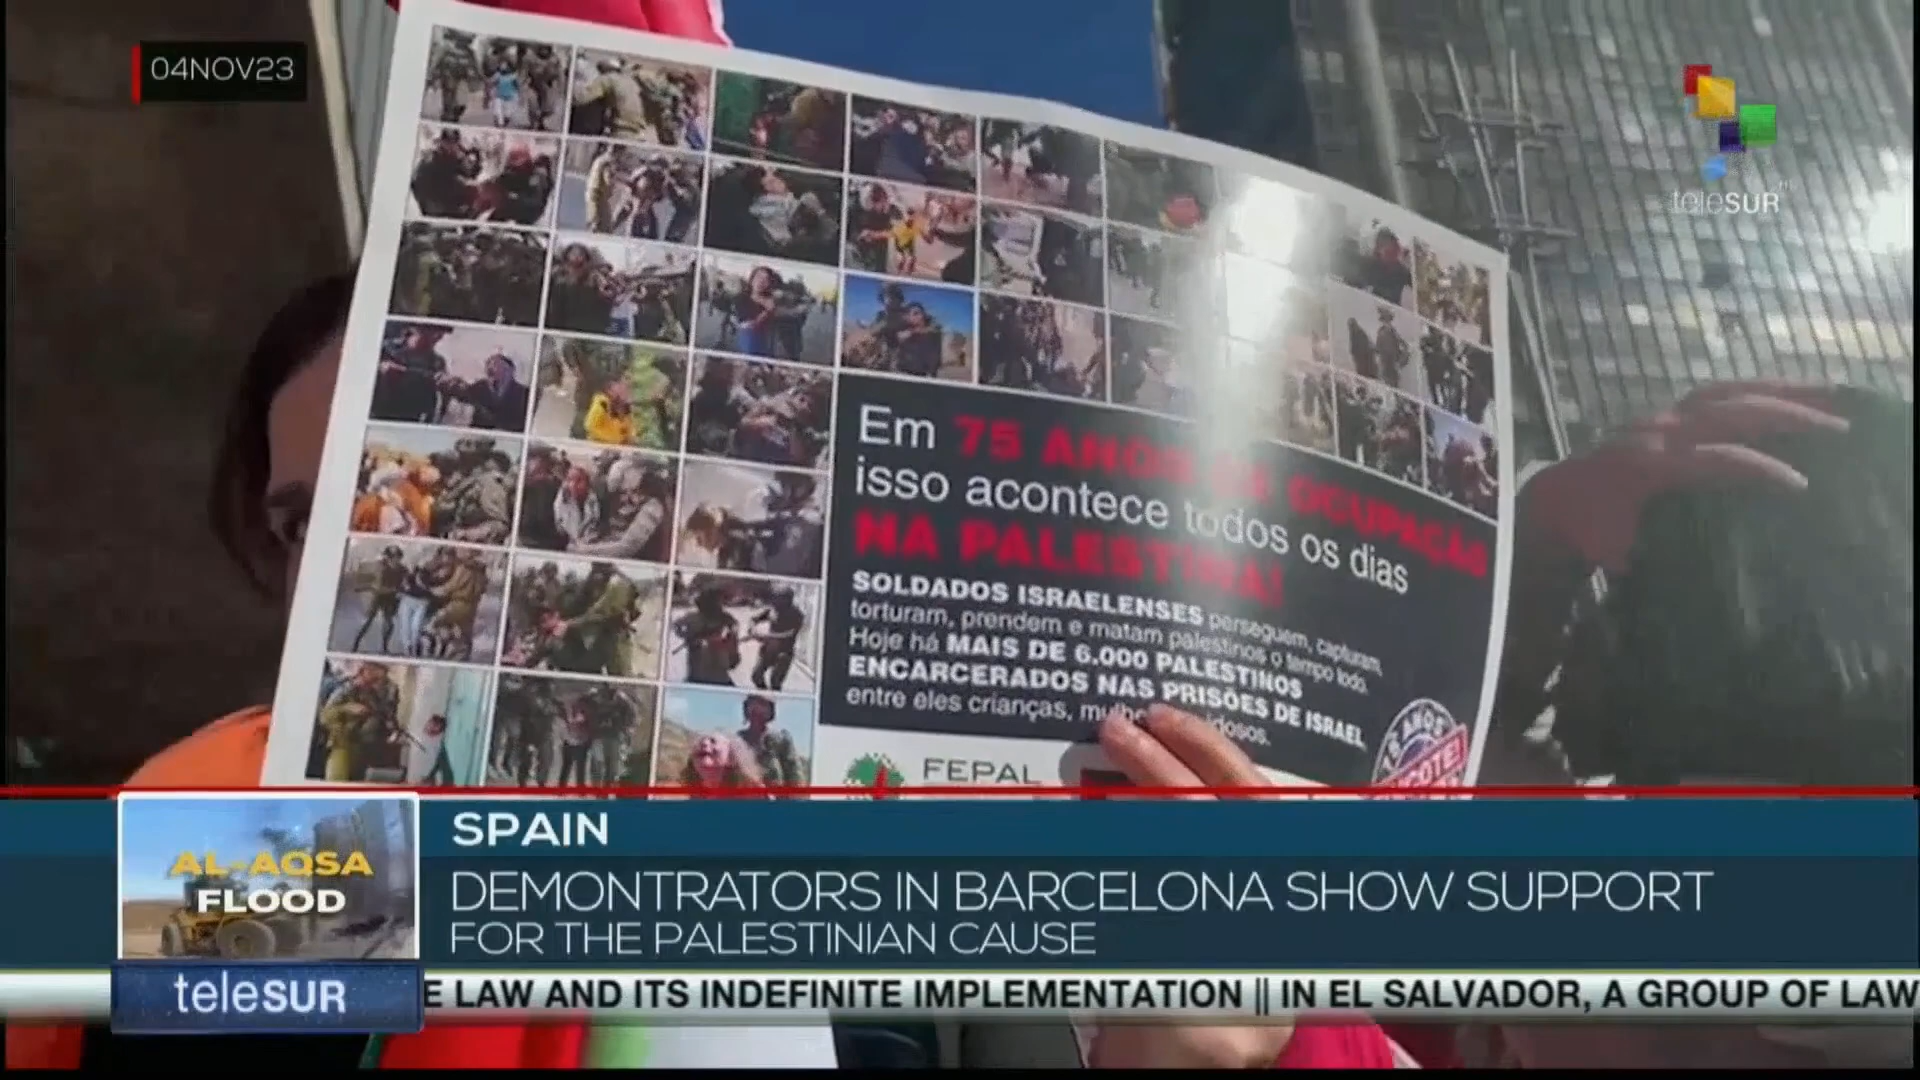 04NOV23
teleSUR
Em 75 ANOS DE OCUPAÇÃO
isso acontece todos os dias
NA PALESTINA!
SOLDADOS ISRAELENSES perseguem, capturam,
torturam, prendem e matam palestinos o tempo todo.
Hoje há MAIS DE 6.000 PALESTINOS
ENCARCERADOS NAS PRISÕES DE ISRAEL
entre eles crianças,
FEPAL
SPAIN
AL-AQSA
FLOOD
DEMONTRATORS IN BARCELONA SHOW SUPPORT
FOR THE PALESTINIAN CAUSE
teleSUR
E LAW AND ITS INDEFINITE IMPLEMENTATION || IN EL SALVADOR, A GROUP OF LAW